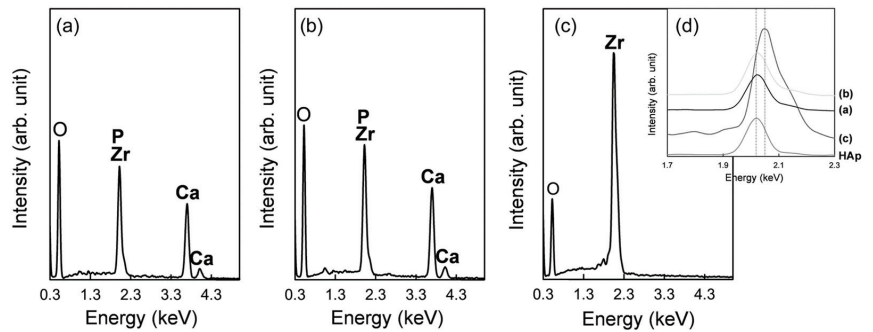 (a)
Intensity (arb. unit)
O
P
Zr
Ca
Ca
0.3 1.3 2.3 3.3 4.3
Energy (keV)
(b)
Intensity (arb. unit)
O
P
Zr
Ca
Ca
0.3 1.3 2.3 3.3 4.3
Energy (keV)
(c)
Intensity (arb. unit)
O
Zr
0.3 1.3 2.3 3.3 4.3
Energy (keV)
(d)
Intensity (arb. unit)
(b)
(a)
(c)
HAp
1.7 1.9 2.1 2.3
Energy (keV)